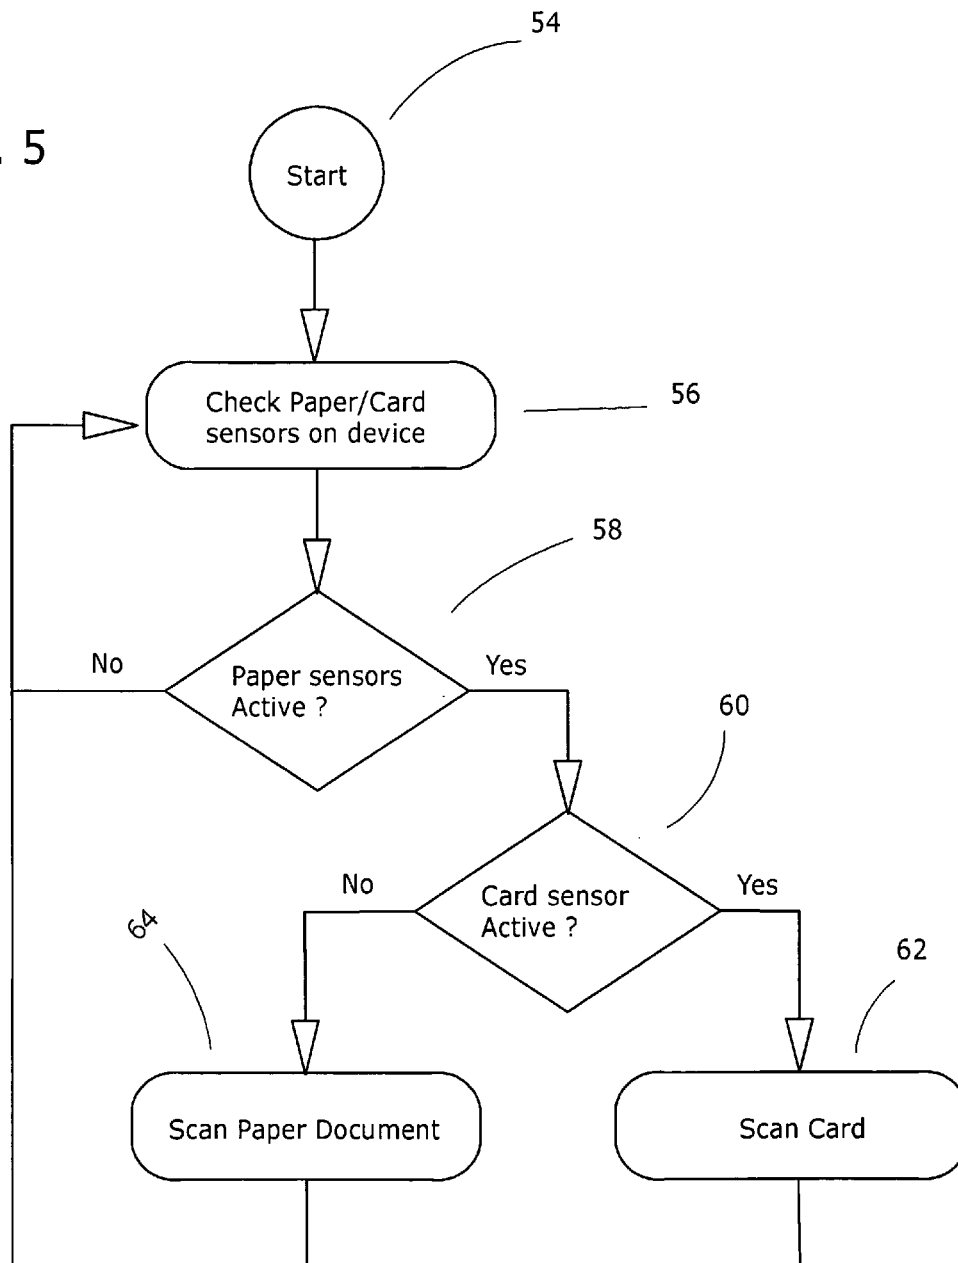 54
. 5
Start
Check Paper/Card
sensors on device
56
58
No
Paper sensors
Active ?
Yes
60
No
Card sensor
Active ?
Yes
64
62
Scan Paper Document
Scan Card